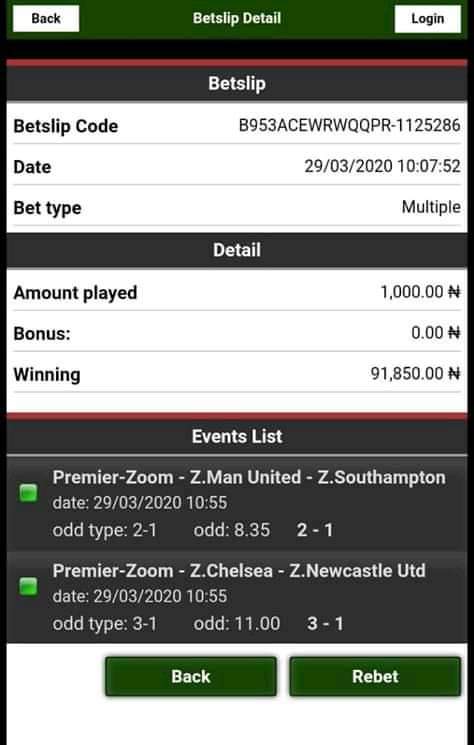 Back Betslip Detail Login
Betslip
Betslip Code B953ACEWRWQQPR-1125286
Date 29/03/2020 10:07:52
Bet type Multiple
Detail
Amount played 1,000.00 ₦
Bonus: 0.00 ₦
Winning 91,850.00 ₦
Events List
Premier-Zoom - Z.Man United - Z.Southampton
date: 29/03/2020 10:55
odd type: 2-1 odd: 8.35 2 - 1
Premier-Zoom - Z.Chelsea - Z.Newcastle Utd
date: 29/03/2020 10:55
odd type: 3-1 odd: 11.00 3 - 1
Back Rebet